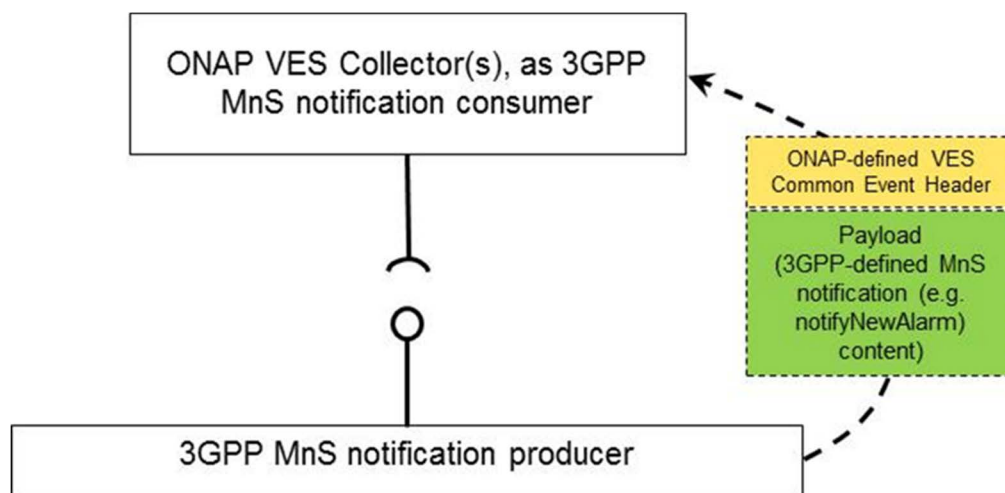 ONAP VES Collector(s), as 3GPP
MnS notification consumer
ONAP-defined VES
Common Event Header
Payload
(3GPP-defined MnS
notification (e.g.
notifyNewAlarm)
content)
3GPP MnS notification producer